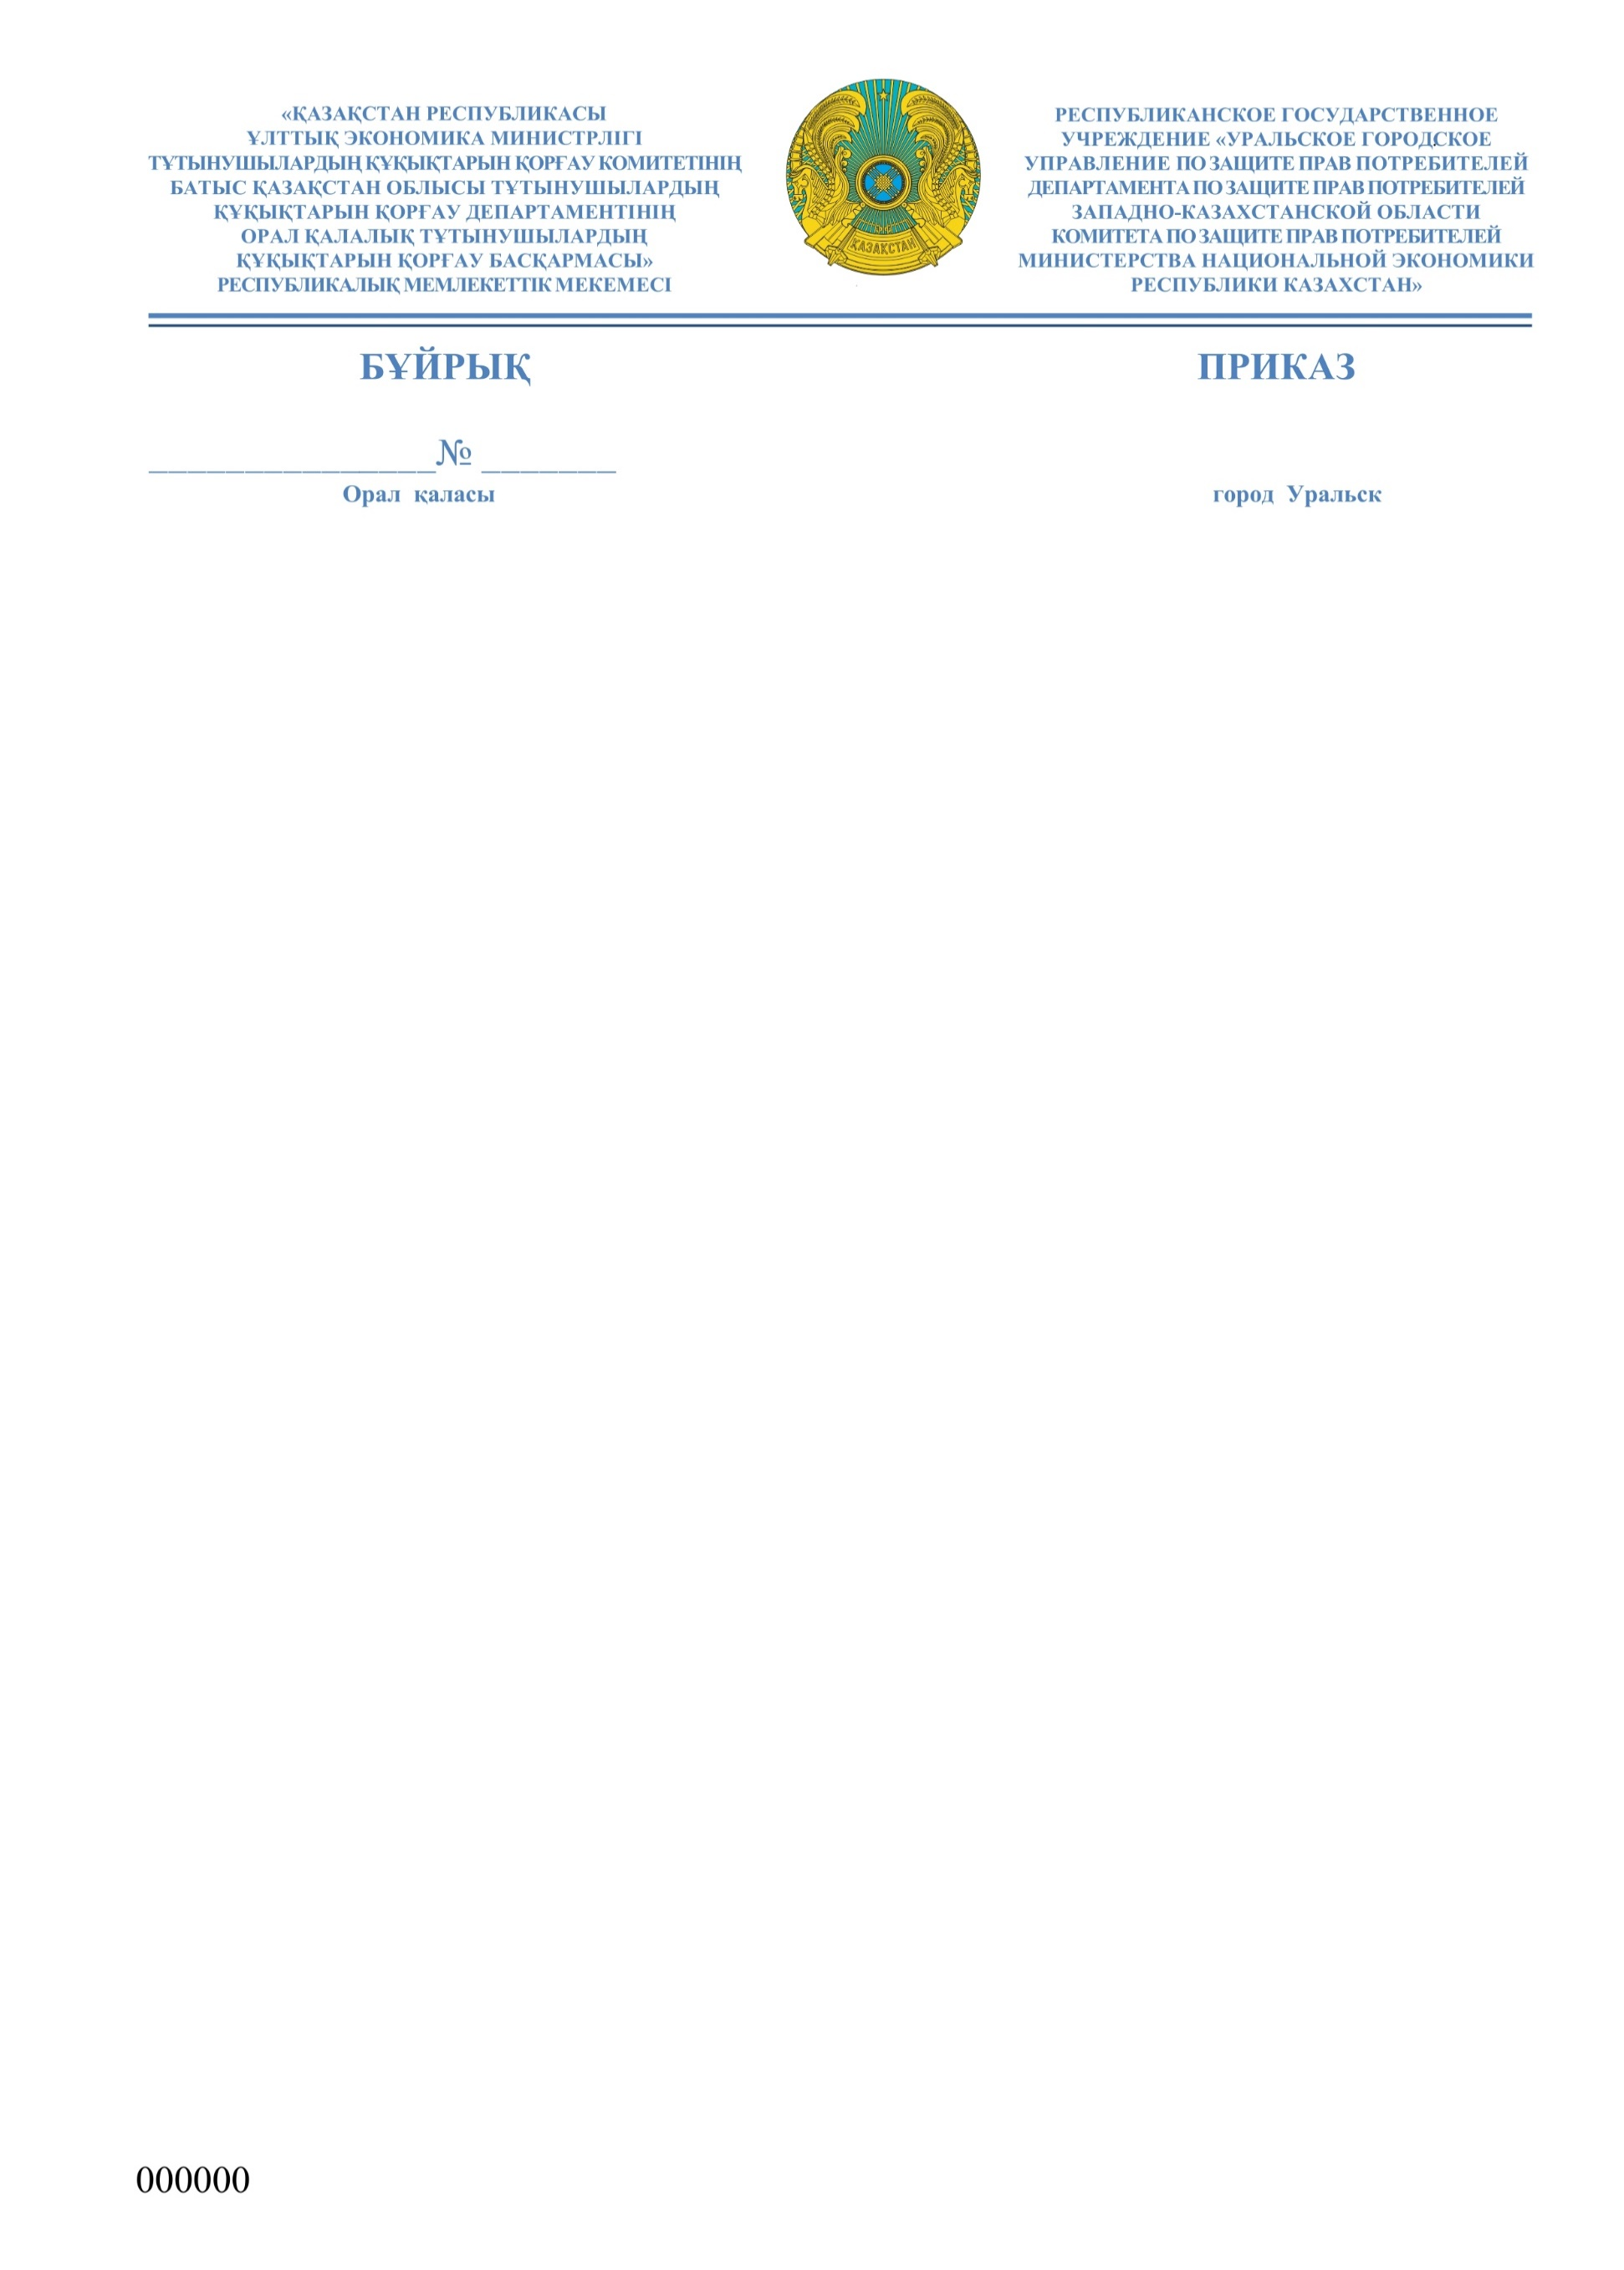 «ҚАЗАҚСТАН РЕСПУБЛИКАСЫ
ҰЛТТЫҚ ЭКОНОМИКА МИНИСТРЛІГІ
ТҰТЫНУШЫЛАРДЫҢ ҚҰҚЫҚТАРЫН ҚОРҒАУ КОМИТЕТІНІҢ
БАТЫС ҚАЗАҚСТАН ОБЛЫСЫ ТҰТЫНУШЫЛАРДЫҢ
ҚҰҚЫҚТАРЫН ҚОРҒАУ ДЕПАРТАМЕНТІНІҢ
ОРАЛ ҚАЛАЛЫҚ ТҰТЫНУШЫЛАРДЫҢ
ҚҰҚЫҚТАРЫН ҚОРҒАУ БАСҚАРМАСЫ»
РЕСПУБЛИКАЛЫҚ МЕМЛЕКЕТТІК МЕКЕМЕСІ
ҚАЗАҚСТАН
РЕСПУБЛИКАНСКОЕ ГОСУДАРСТВЕННОЕ
УЧРЕЖДЕНИЕ «УРАЛЬСКОЕ ГОРОДСКОЕ
УПРАВЛЕНИЕ ПО ЗАЩИТЕ ПРАВ ПОТРЕБИТЕЛЕЙ
ДЕПАРТАМЕНТА ПО ЗАЩИТЕ ПРАВ ПОТРЕБИТЕЛЕЙ
ЗАПАДНО-КАЗАХСТАНСКОЙ ОБЛАСТИ
КОМИТЕТА ПО ЗАЩИТЕ ПРАВ ПОТРЕБИТЕЛЕЙ
МИНИСТЕРСТВА НАЦИОНАЛЬНОЙ ЭКОНОМИКИ
РЕСПУБЛИКИ КАЗАХСТАН»
БҰЙРЫҚ
ПРИКАЗ
_______________№ _______
Орал қаласы
город Уральск
000000